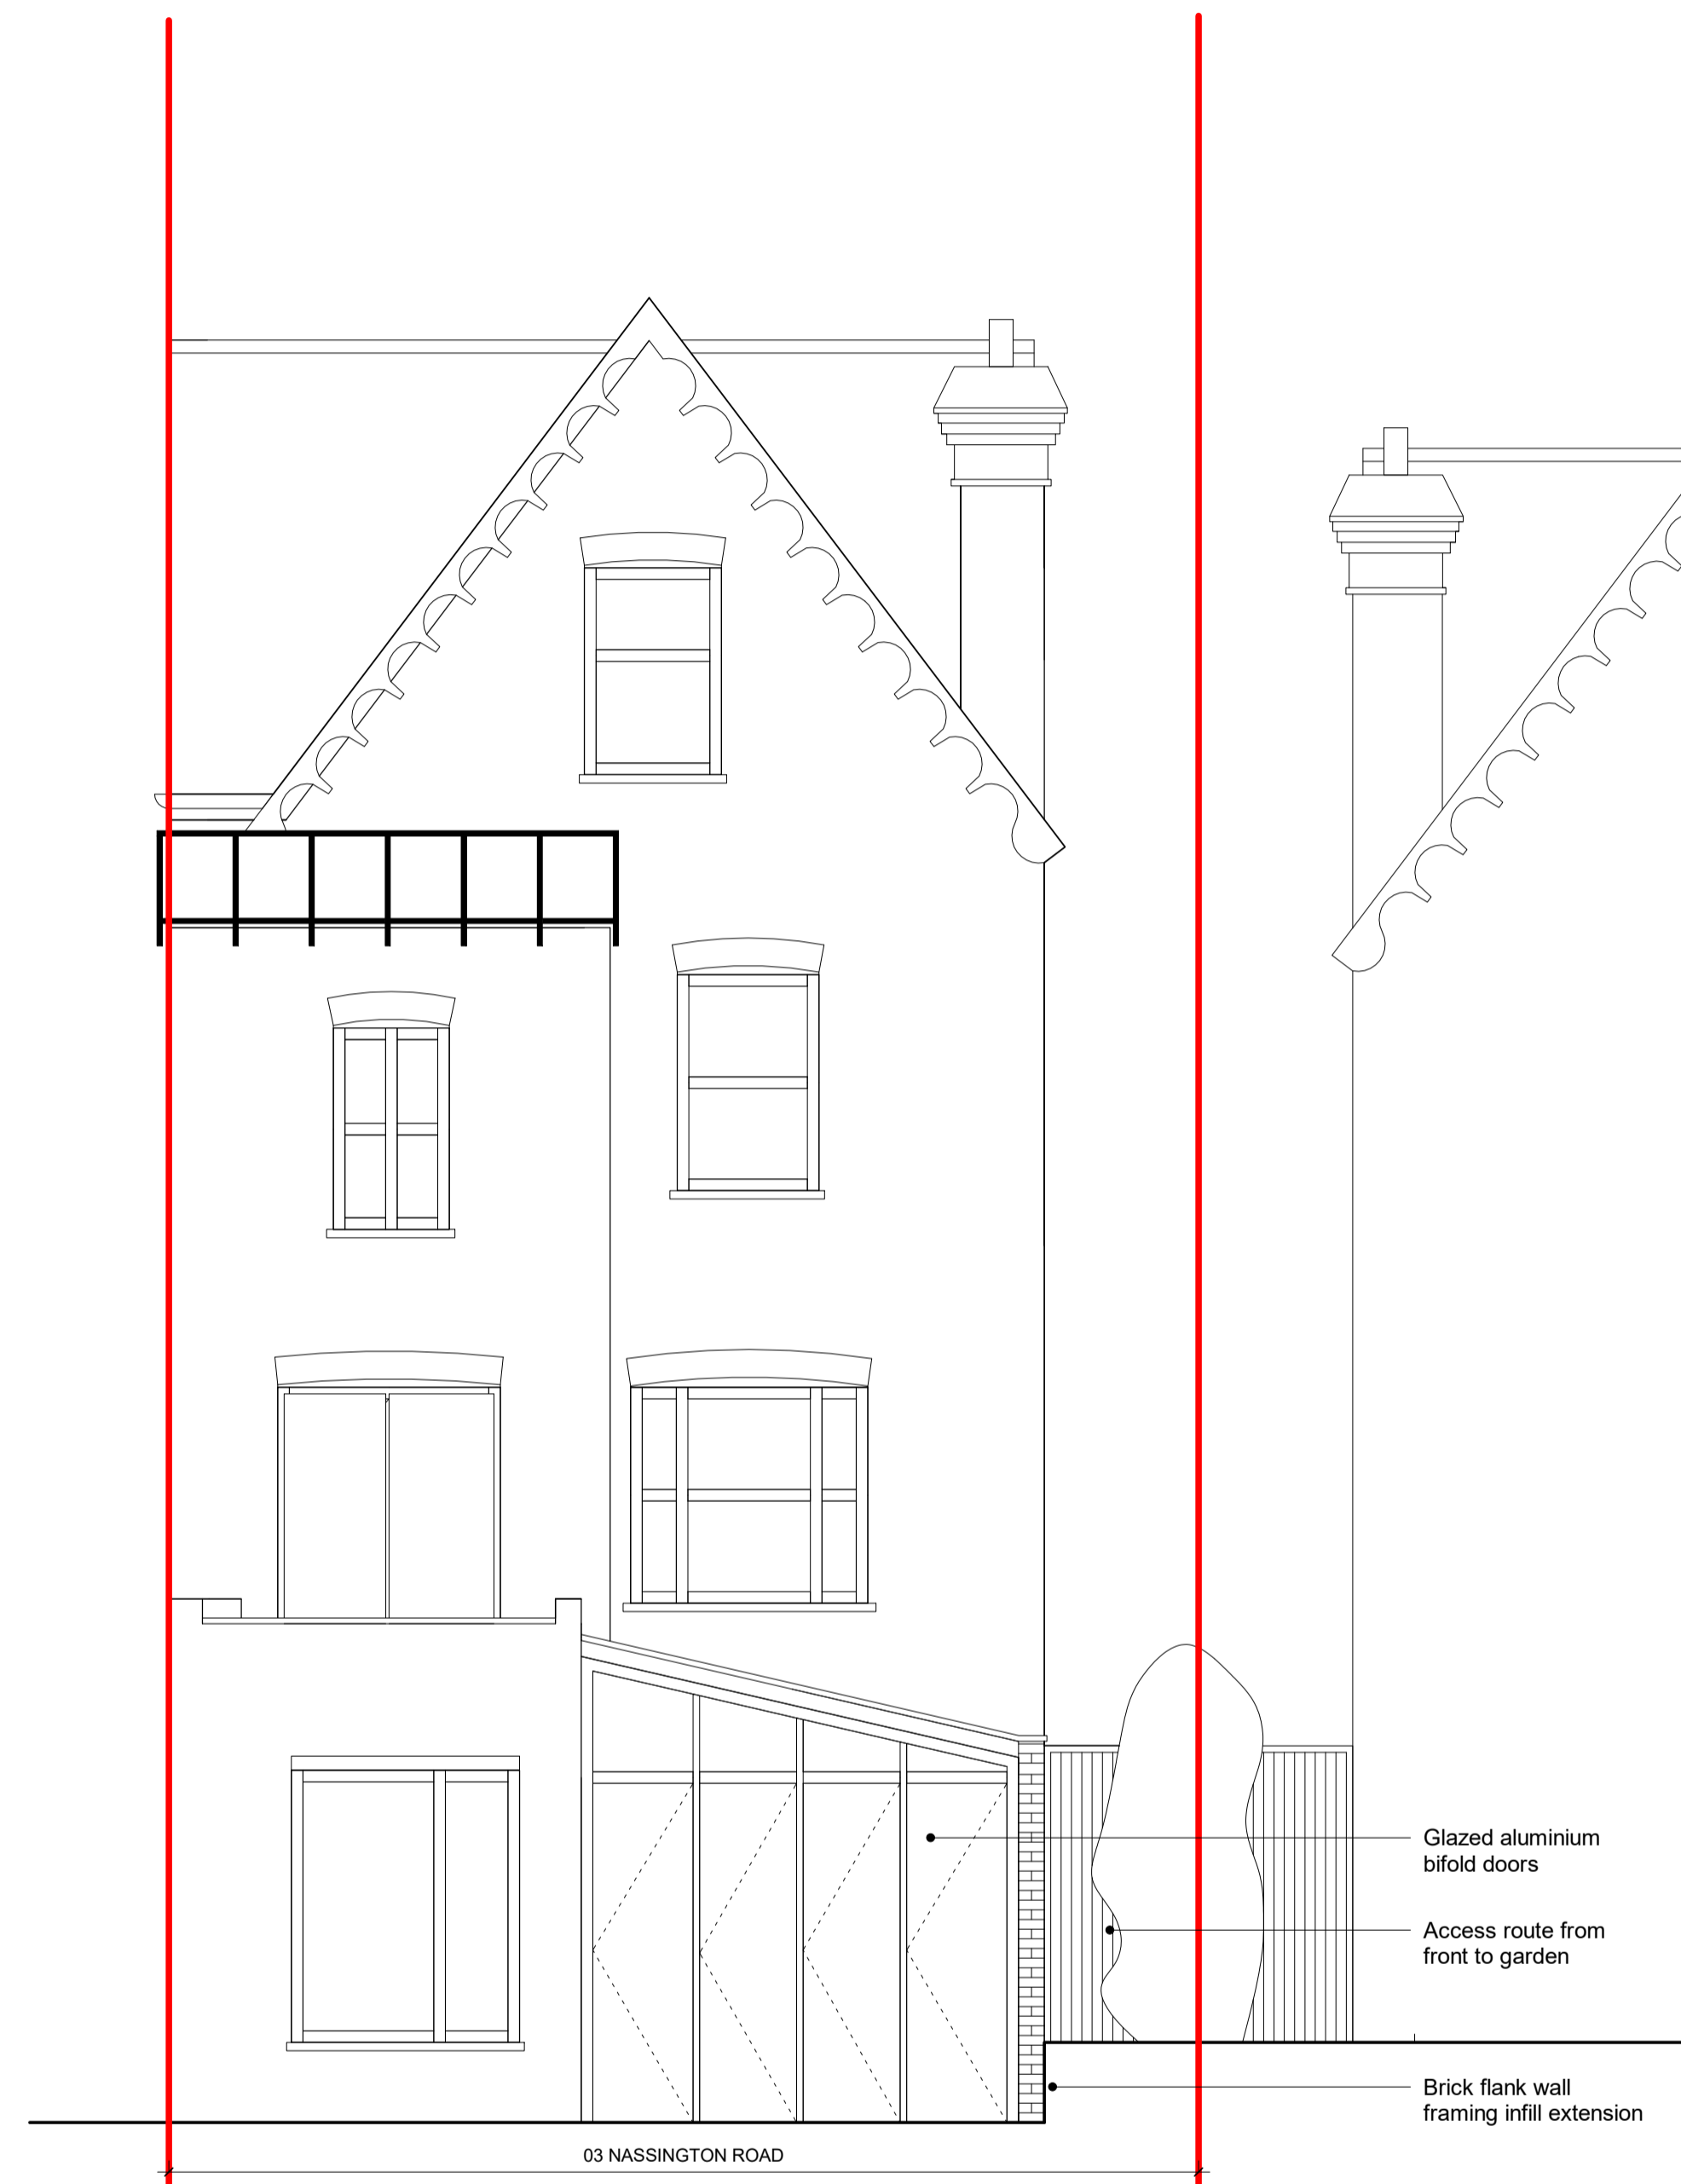 Glazed aluminium
bifold doors
Access route from
front to garden
Brick flank wall
framing infill extension
03 NASSINGTON ROAD